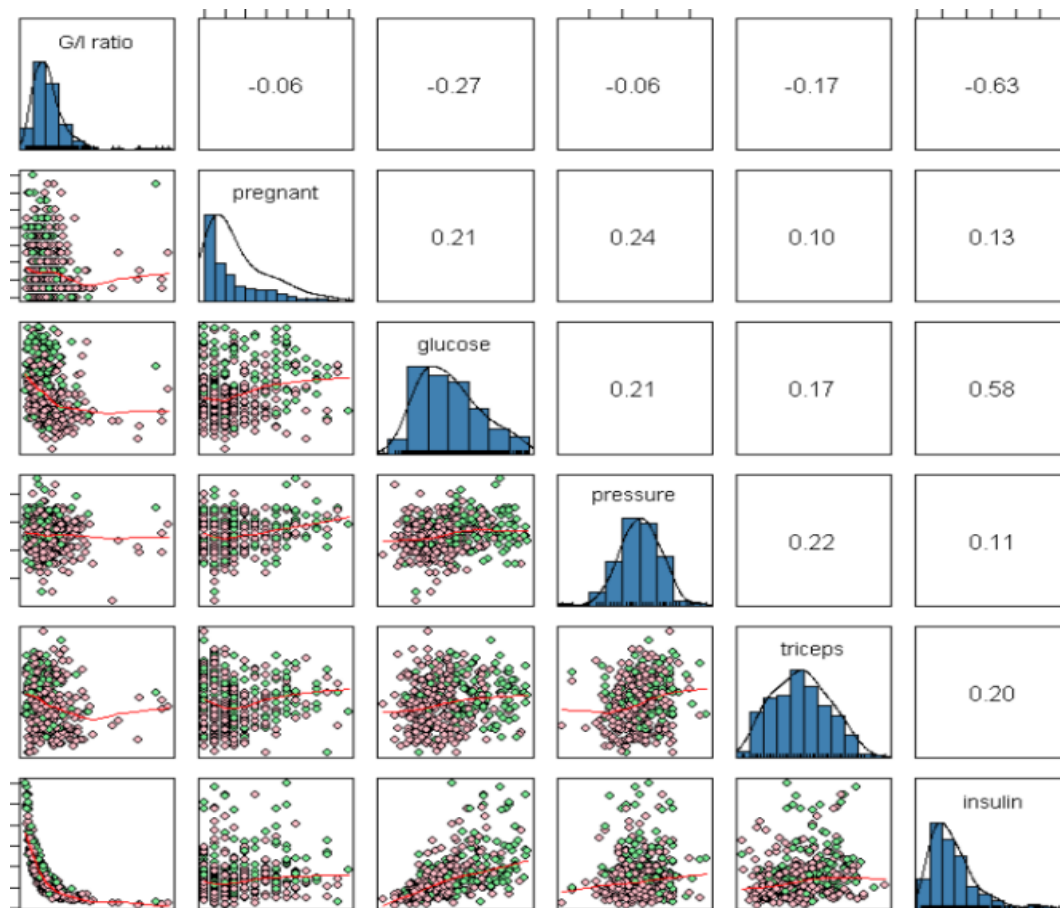 G/I ratio
-0.06
-0.27
-0.06
-0.17
-0.63
pregnant
0.21
0.24
0.10
0.13
glucose
0.21
0.17
0.58
pressure
0.22
0.11
triceps
0.20
insulin